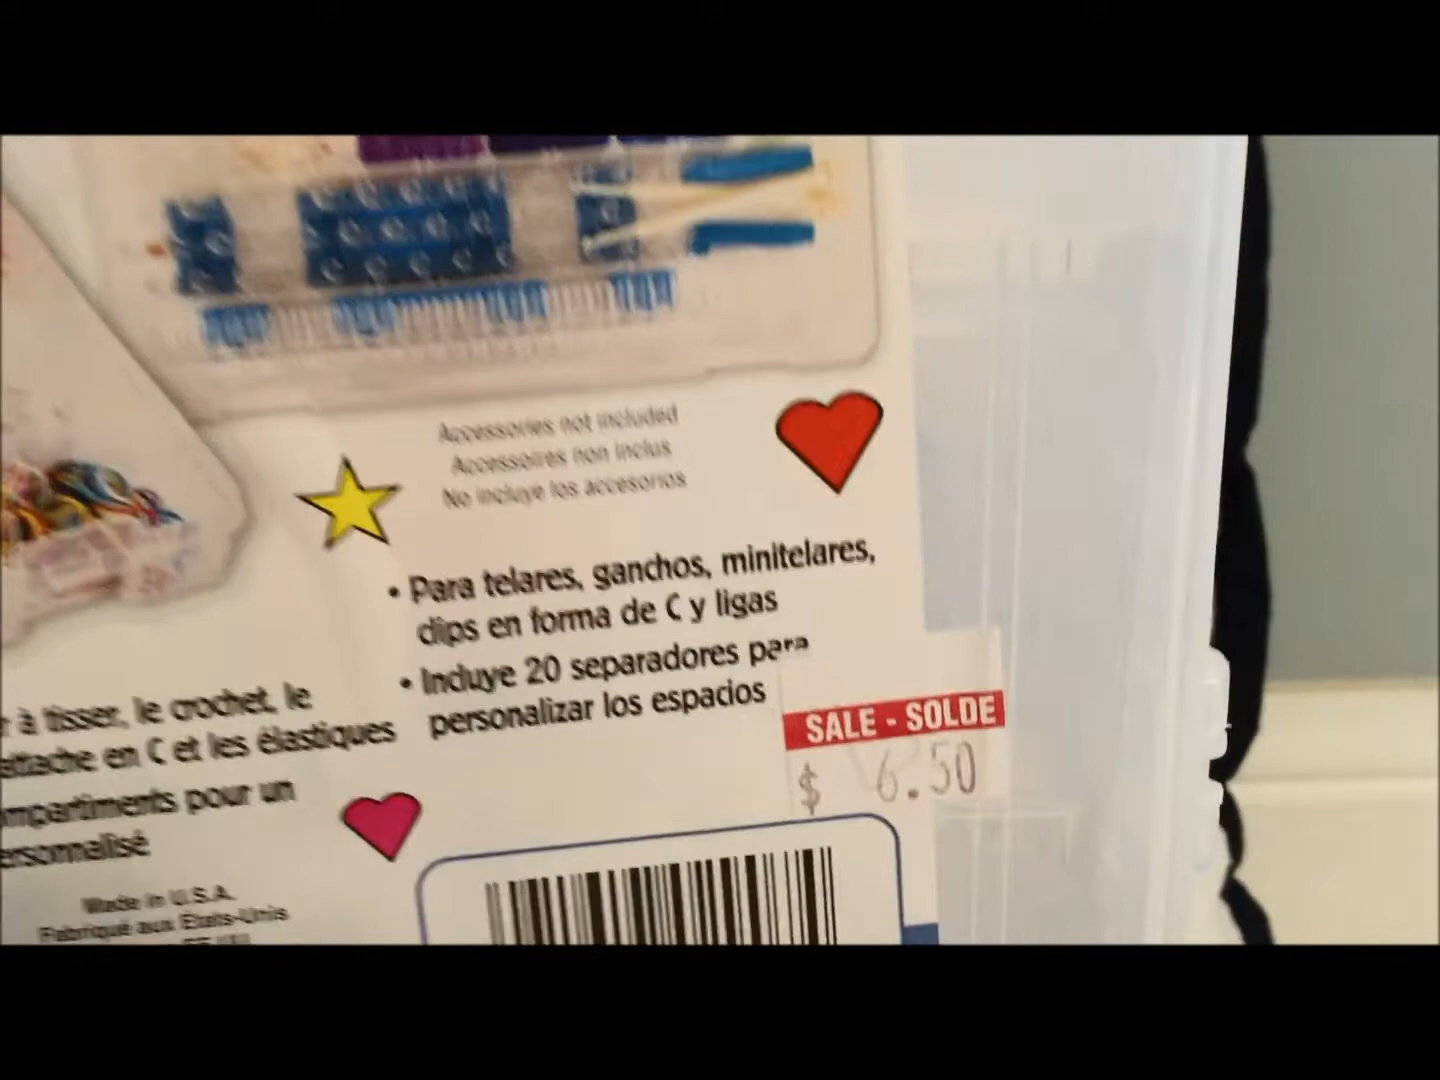 Accessories not included
Accessoires non inclus
No incluye los accesorios
• Para telares, ganchos, minitelares,
clips en forma de C y ligas
• Incluye 20 separadores para
personalizar los espacios
r à tisser, le crochet, le
attache en C et les élastiques
mpartiments pour un
ersonnalisé
SALE - SOLDE
$ 6.50
Made in U.S.A.
Fabriqué aux États-Unis